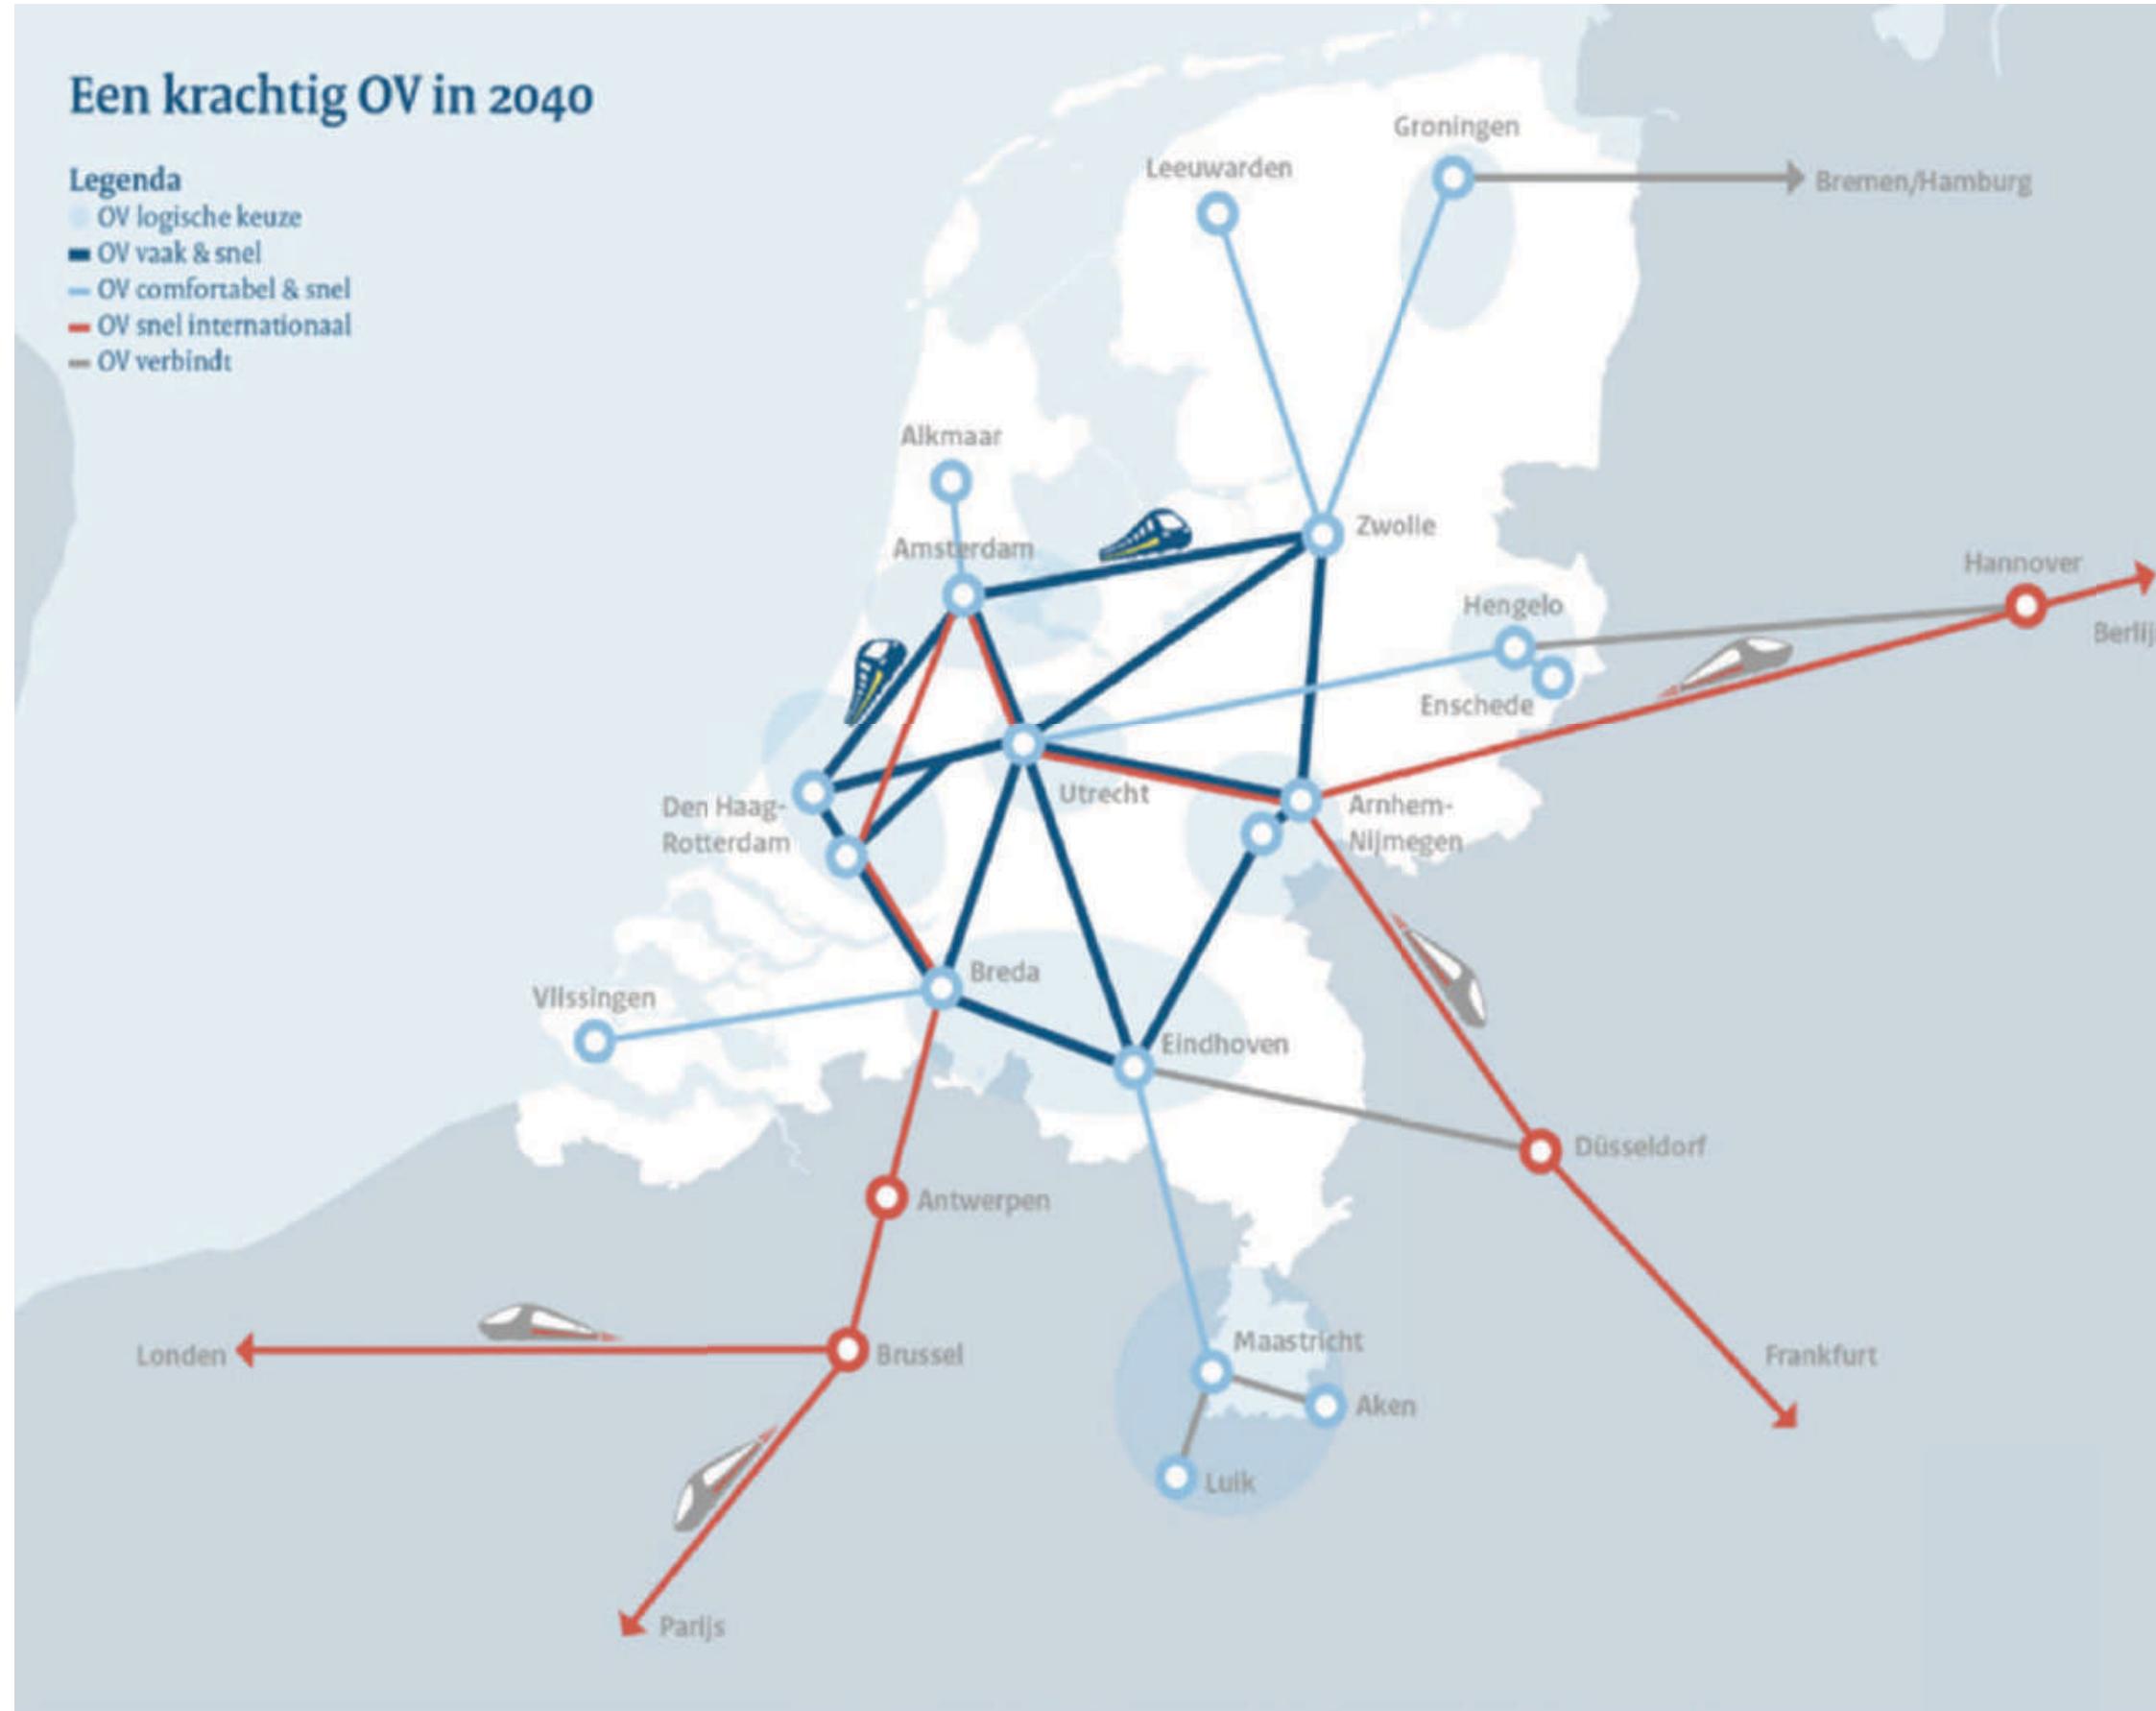 Een krachtig OV in 2040
Legenda
OV logische keuze
OV vaak & snel
OV comfortabel & snel
OV snel internationaal
OV verbindt
Groningen
Leeuwarden
Bremen/Hamburg
Alkmaar
Zwolle
Amsterdam
Hannover
Hengelo
Berlij
Enschede
Utrecht
Den Haag-
Rotterdam
Arnhem-
Nijmegen
Breda
Vlissingen
Eindhoven
Düsseldorf
Antwerpen
Maastricht
Londen
Brussel
Frankfurt
Aken
Luik
Parijs